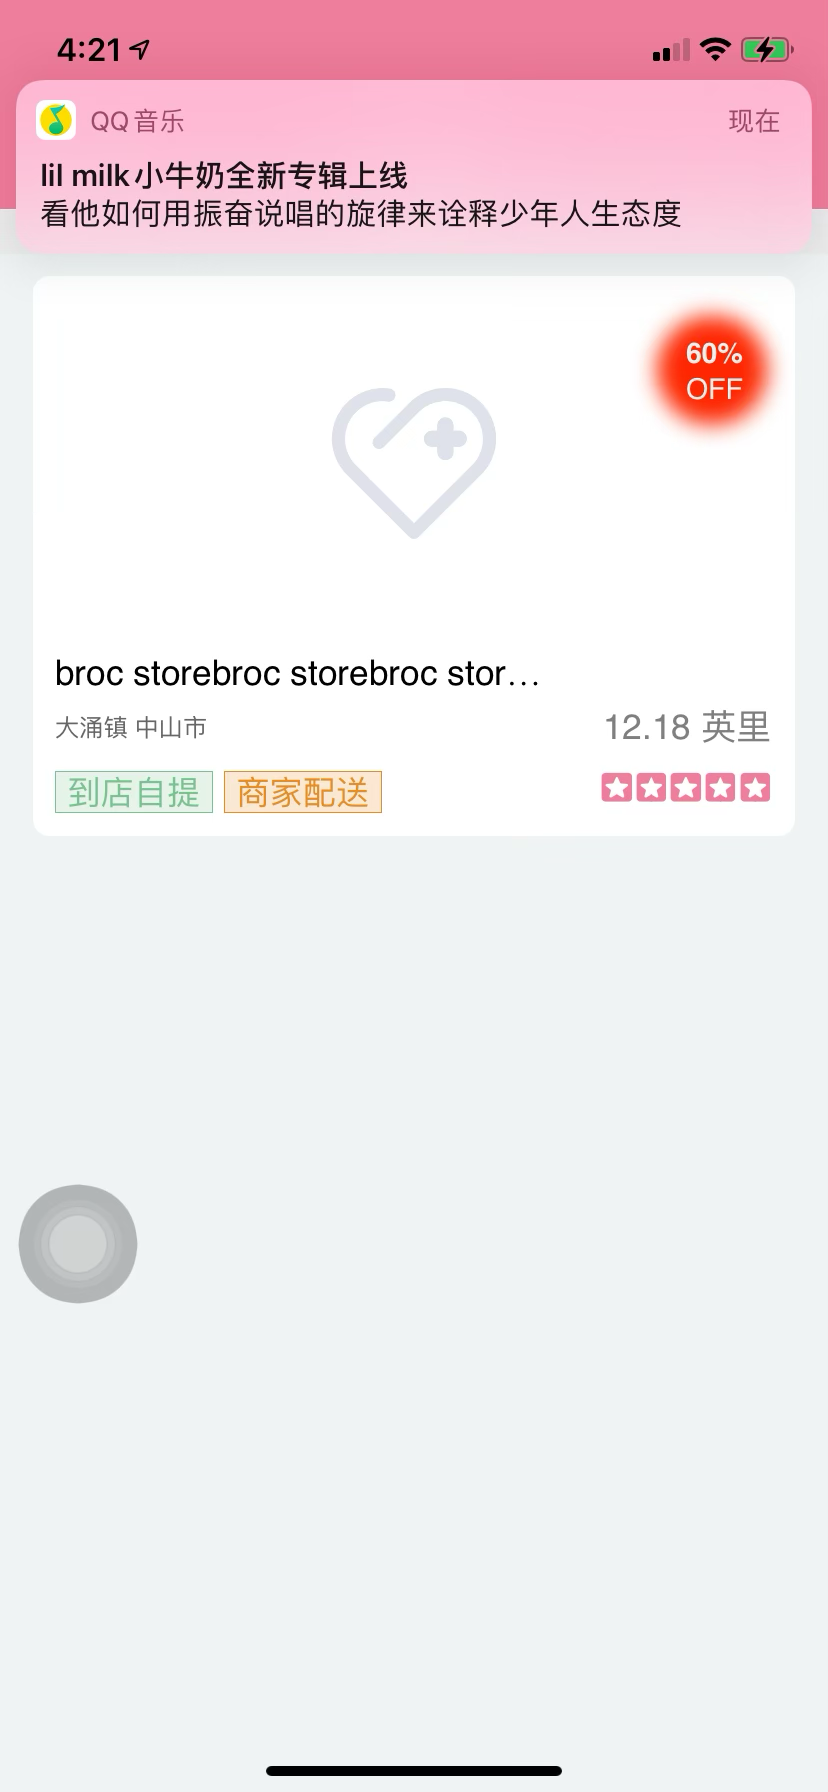 4:21
QQ音乐
现在
lil milk小牛奶全新专辑上线
看他如何用振奋说唱的旋律来诠释少年人生态度
60%
OFF
broc storebroc storebroc stor...
大涌镇 中山市
12.18 英里
到店自提 商家配送